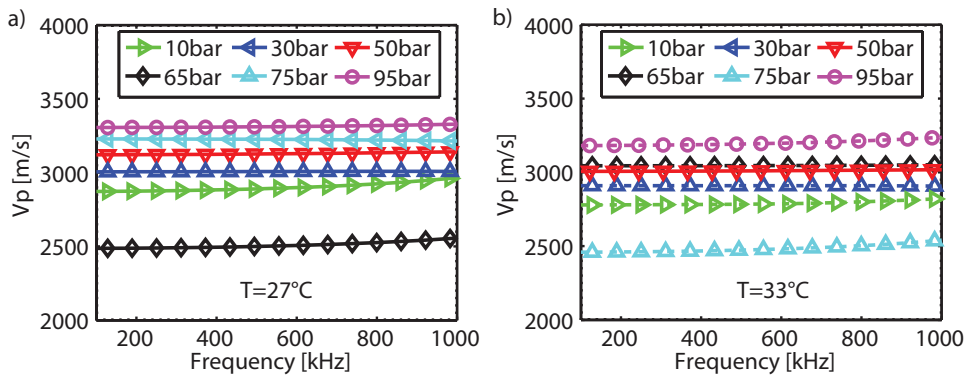 a)
4000
3500
3000
2500
2000
Vp [m/s]
10bar 30bar 50bar
65bar 75bar 95bar
T=27°C
200 400 600 800 1000
Frequency [kHz]
b)
4000
3500
3000
2500
2000
Vp [m/s]
10bar 30bar 50bar
65bar 75bar 95bar
T=33°C
200 400 600 800 1000
Frequency [kHz]